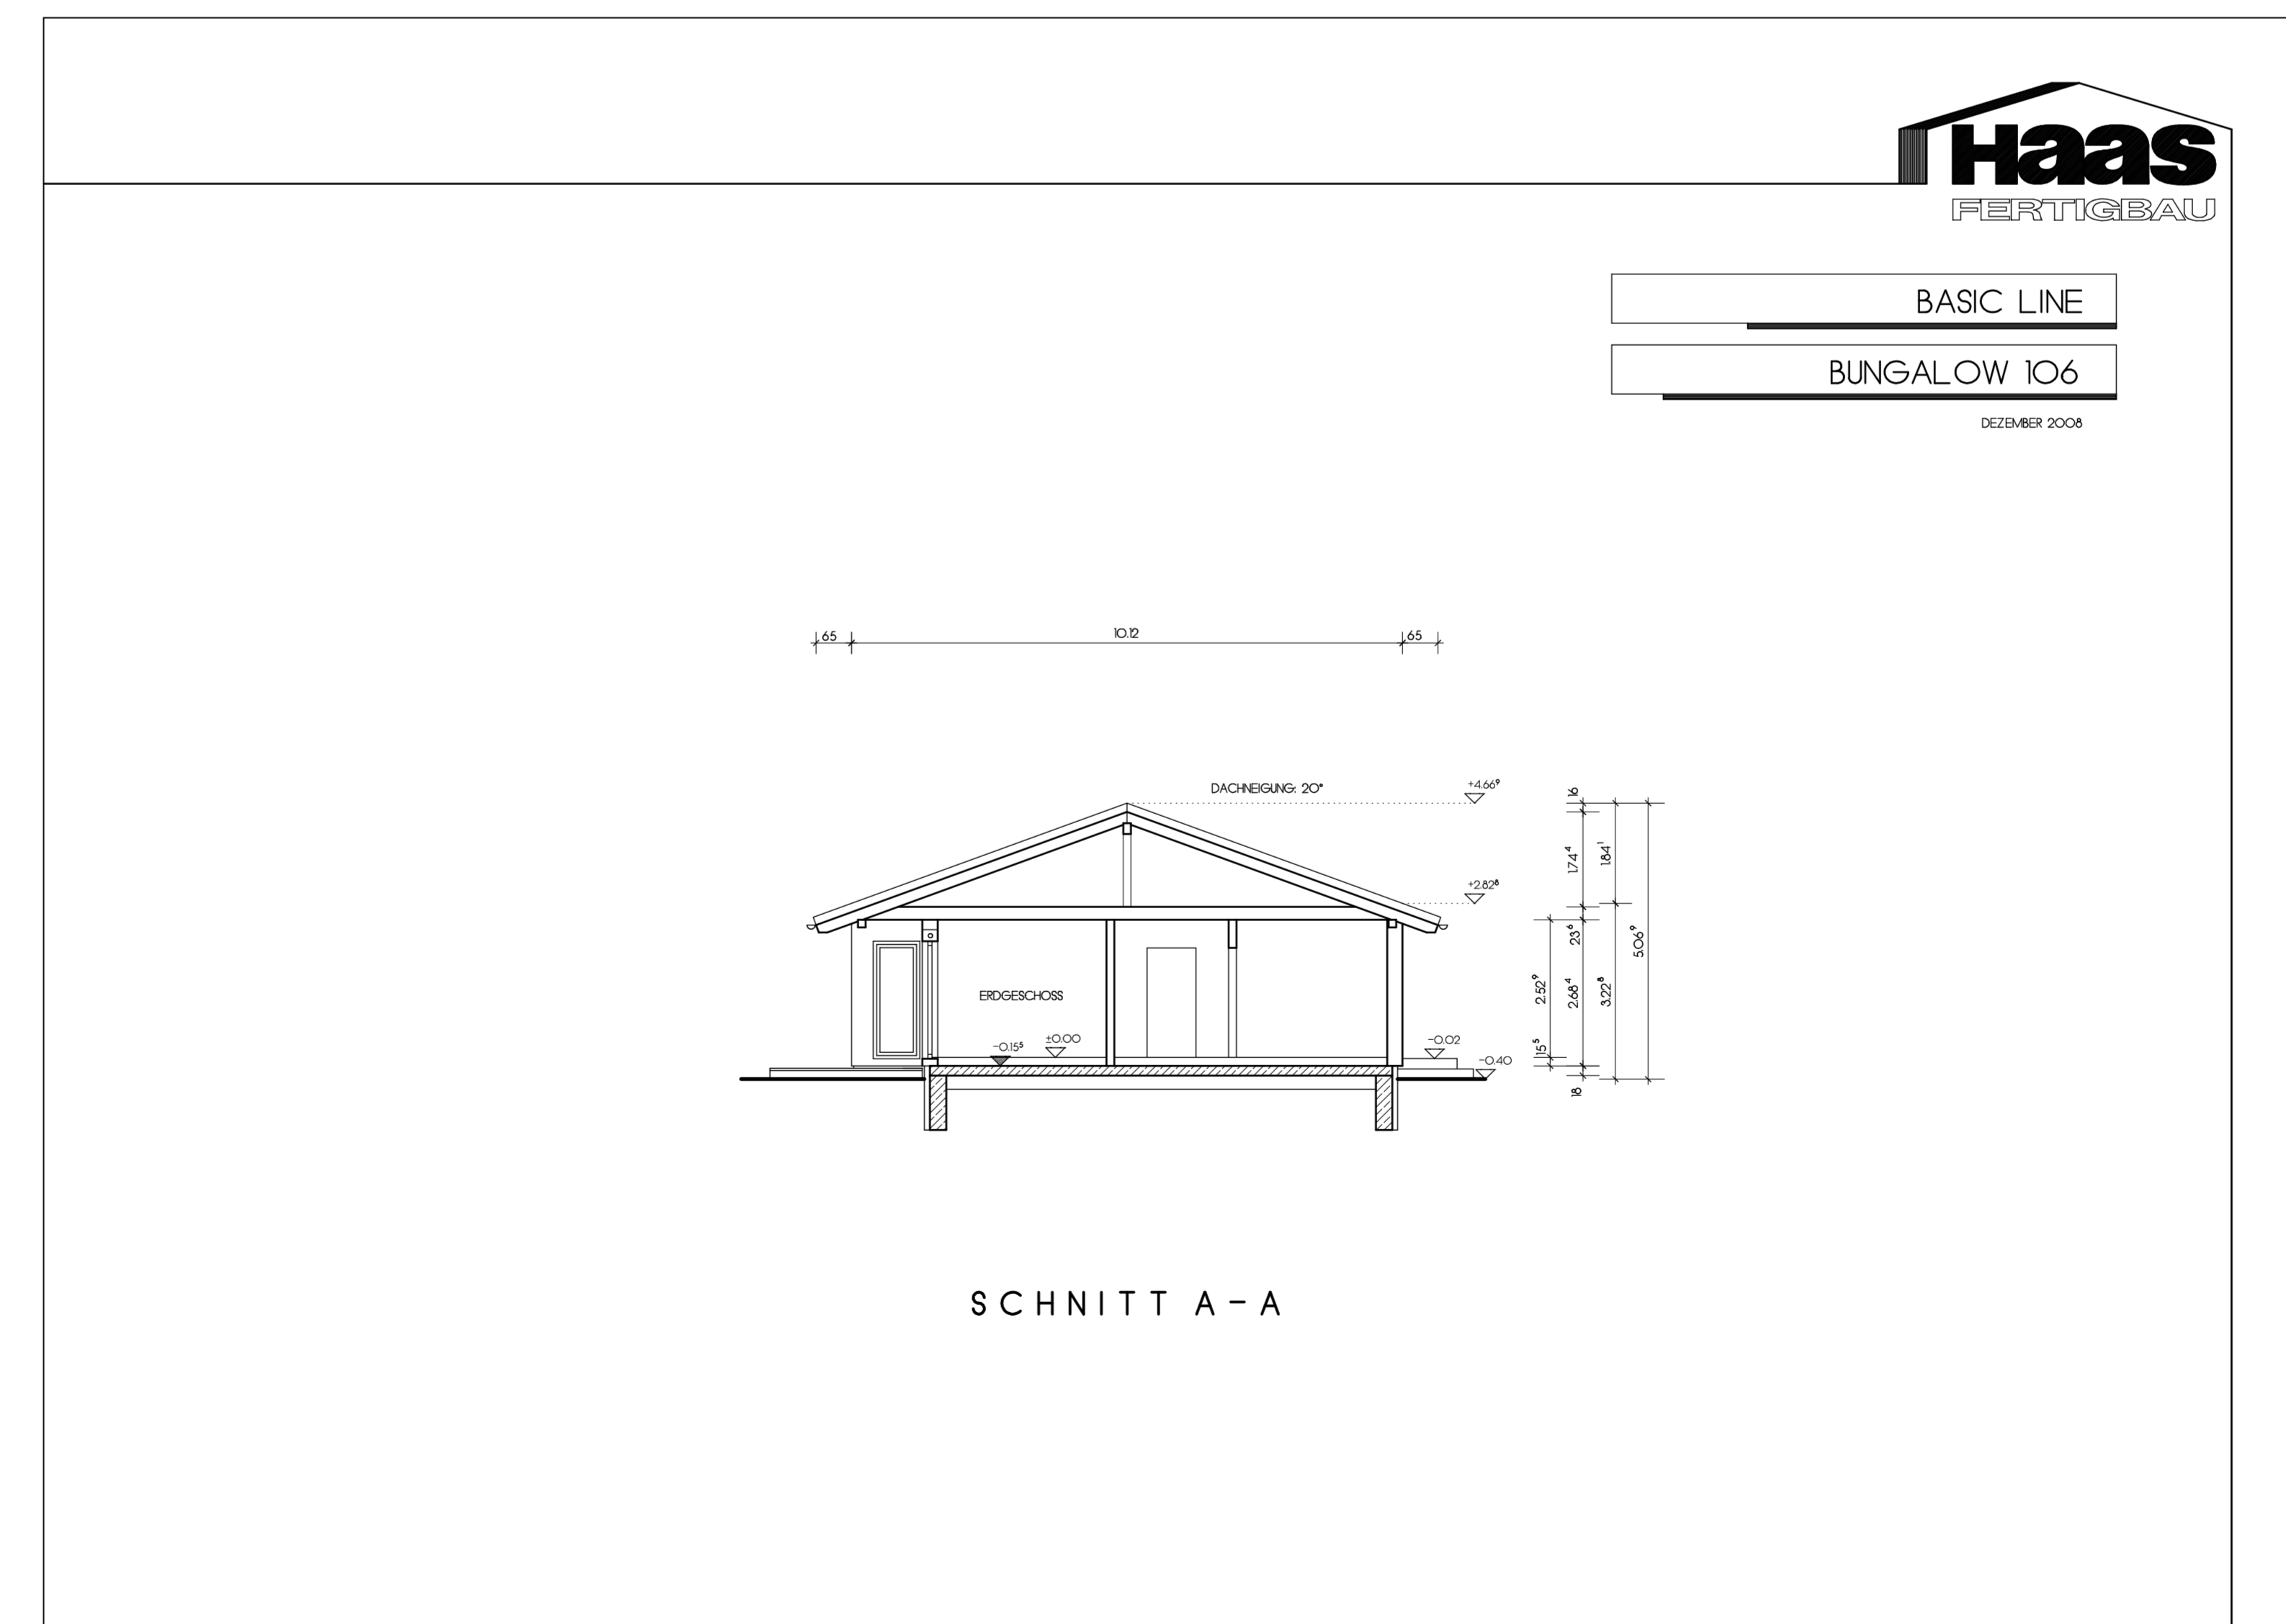 Haas
FERTIGBAU
BASIC LINE
BUNGALOW 106
DEZEMBER 2008
65 10.12 65
DACHNEIGUNG: 20°
+4.66⁹
+2.82⁸
16
1.74⁴
1.84¹
23⁶
5.06⁹
2.52⁹
2.68⁴
3.22⁸
15⁵
18
ERDGESCHOSS
-0.15⁵
±0.00
-0.02
-0.40
SCHNITT A-A